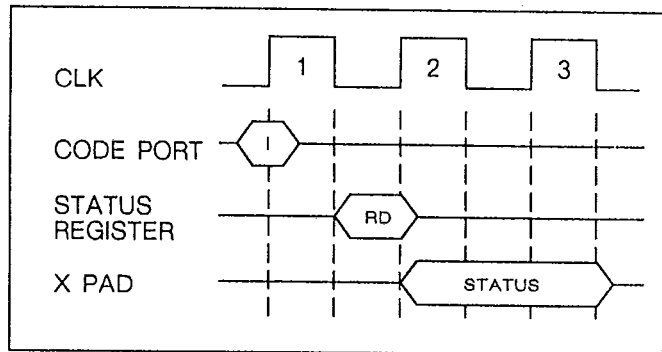 CLK 1 2 3
CODE PORT I
STATUS
REGISTER RD
X PAD STATUS